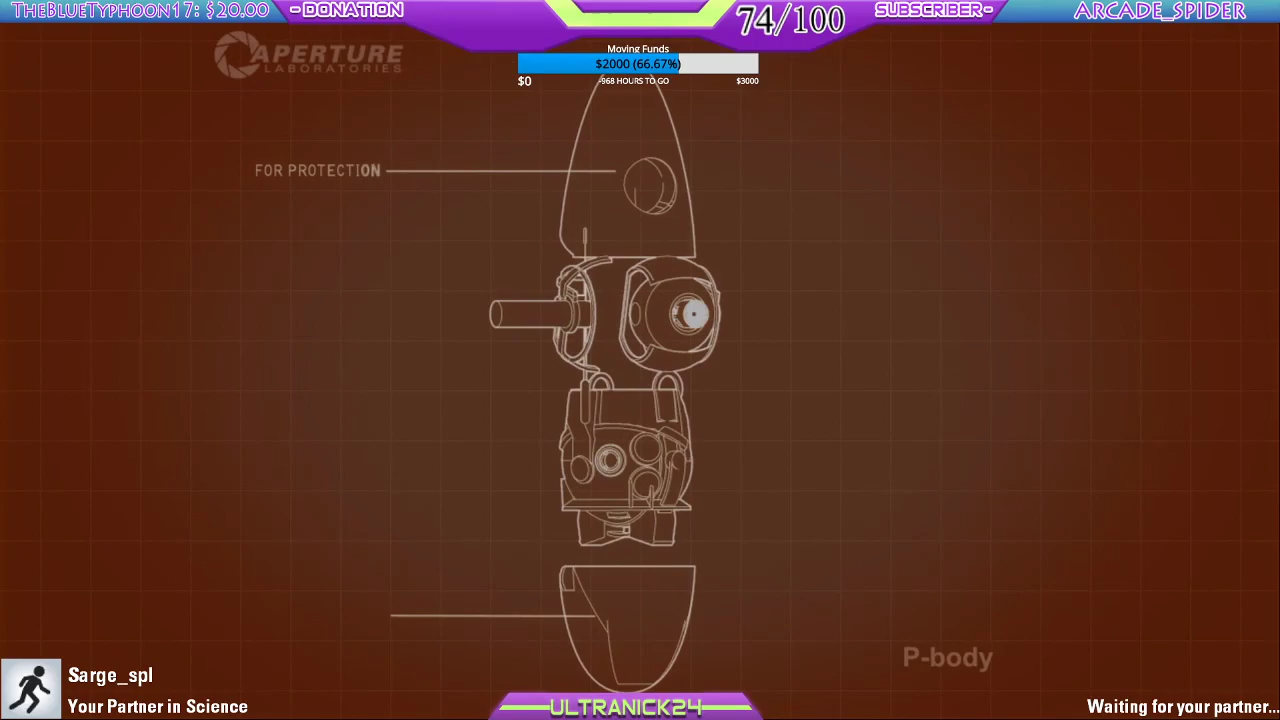 TheBlueTyphoon17: $20.00
- DONATION
74/100
SUBSCRIBER -
ARCADE_SPIDER
Moving Funds
$2000 (66.67%)
$0
-968 HOURS TO GO
$3000
APERTURE
LABORATORIES
FOR PROTECTION
P-body
Sarge_spl
Your Partner in Science
ULTRANICK24
Waiting for your partner...